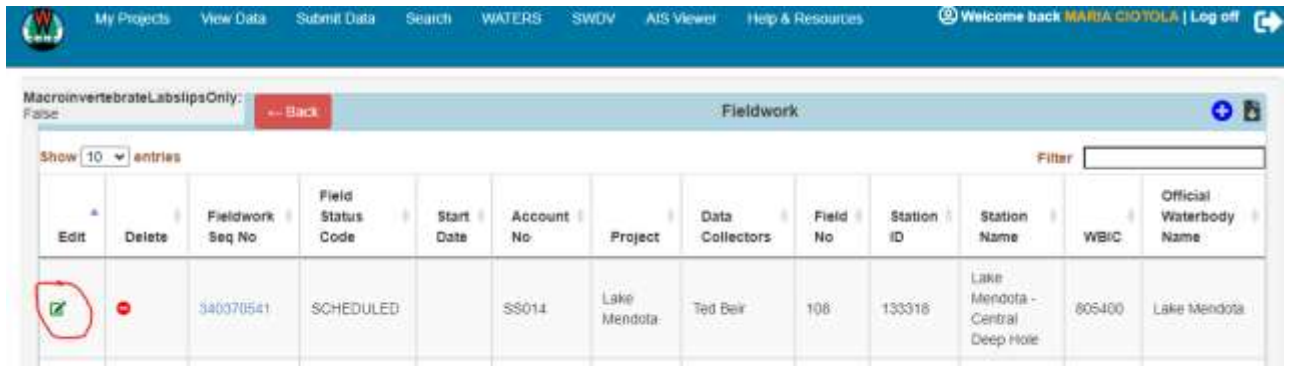 My Projects View Data Submit Data Search WATERS SWDV AIS Viewer Help & Resources Welcome back MARIA CIOTOLA | Log off
MacroinvertebrateLabslipsOnly:
False
← Back
Fieldwork
Show 10 entries
Filter
Edit
Delete
Fieldwork
Seq No
Field
Status
Code
Start
Date
Account
No
Project
Data
Collectors
Field
No
Station
ID
Station
Name
WBIC
Official
Waterbody
Name
340370541
SCHEDULED
SS014
Lake
Mendota
Ted Beir
108
133318
Lake
Mendota -
Central
Deep Hole
805400
Lake Mendota